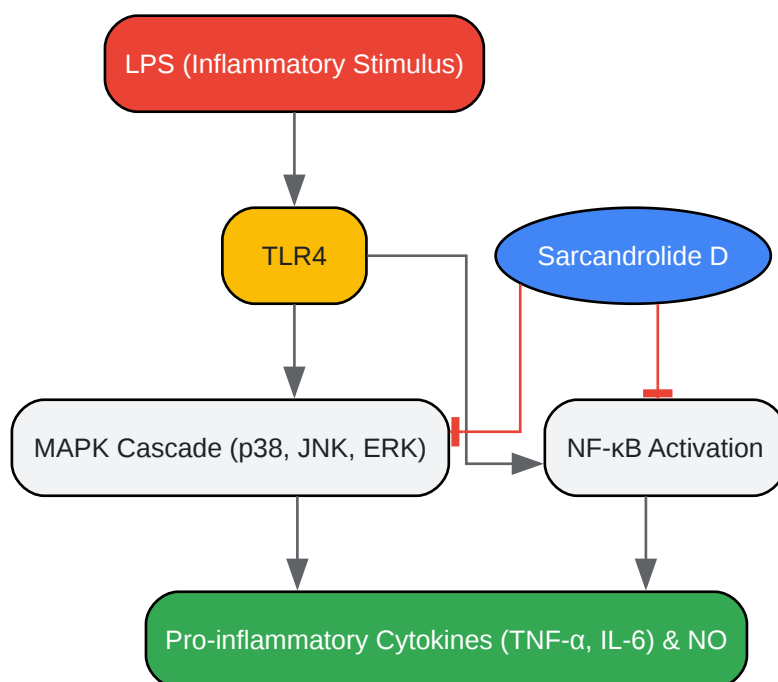 LPS (Inflammatory Stimulus)
TLR4
Sarcandrolide D
MAPK Cascade (p38, JNK, ERK)
NF-κB Activation
Pro-inflammatory Cytokines (TNF-α, IL-6) & NO